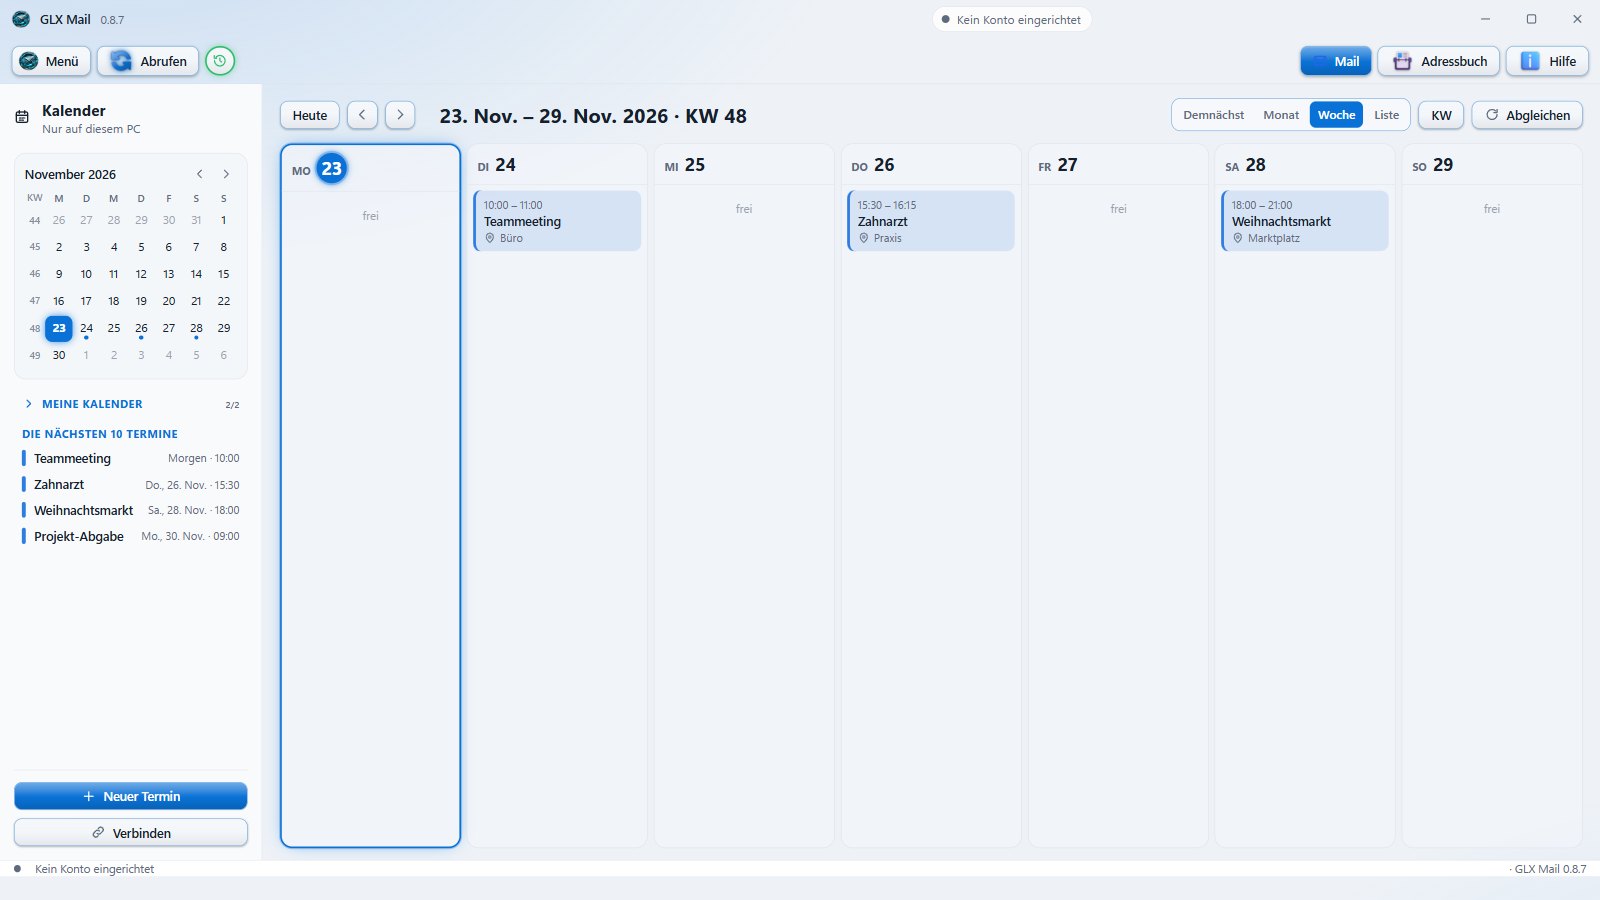 GLX Mail 0.8.7
Kein Konto eingerichtet
Menü
Abrufen
Mail
Adressbuch
Hilfe
Kalender
Nur auf diesem PC
November 2026
KW M D M D F S S
44 26 27 28 29 30 31 1
45 2 3 4 5 6 7 8
46 9 10 11 12 13 14 15
47 16 17 18 19 20 21 22
48 23 24 25 26 27 28 29
49 30 1 2 3 4 5 6
MEINE KALENDER 2/2
DIE NÄCHSTEN 10 TERMINE
Teammeeting Morgen · 10:00
Zahnarzt Do., 26. Nov. · 15:30
Weihnachtsmarkt Sa., 28. Nov. · 18:00
Projekt-Abgabe Mo., 30. Nov. · 09:00
Neuer Termin
Verbinden
Heute
23. Nov. – 29. Nov. 2026 · KW 48
Demnächst
Monat
Woche
Liste
KW
Abgleichen
MO 23
frei
DI 24
10:00 – 11:00
Teammeeting
Büro
MI 25
frei
DO 26
15:30 – 16:15
Zahnarzt
Praxis
FR 27
frei
SA 28
18:00 – 21:00
Weihnachtsmarkt
Marktplatz
SO 29
frei
Kein Konto eingerichtet
· GLX Mail 0.8.7